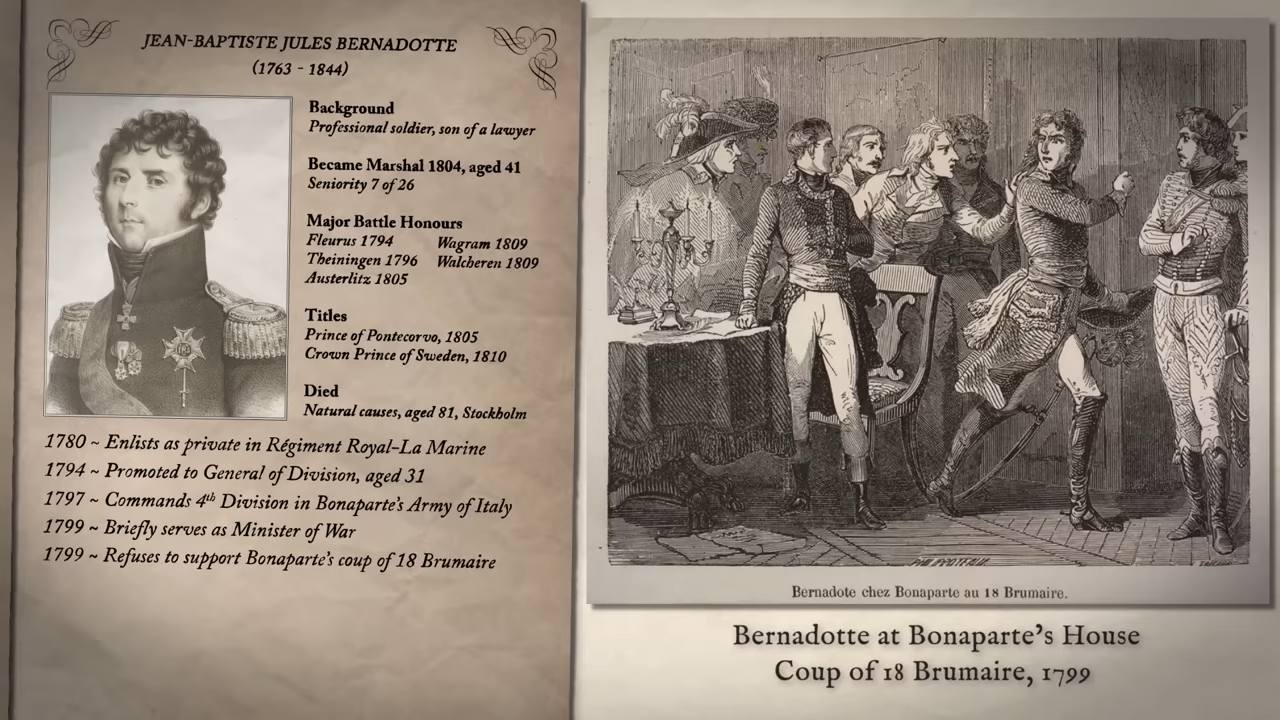 JEAN-BAPTISTE JULES BERNADOTTE
(1763 - 1844)
Background
Professional soldier, son of a lawyer
Became Marshal 1804, aged 41
Seniority 7 of 26
Major Battle Honours
Fleurus 1794 Wagram 1809
Theiningen 1796 Walcheren 1809
Austerlitz 1805
Titles
Prince of Pontecorvo, 1805
Crown Prince of Sweden, 1810
Died
Natural causes, aged 81, Stockholm
1780 ~ Enlists as private in Régiment Royal–La Marine
1794 ~ Promoted to General of Division, aged 31
1797 ~ Commands 4th Division in Bonaparte's Army of Italy
1799 ~ Briefly serves as Minister of War
1799 ~ Refuses to support Bonaparte's coup of 18 Brumaire
Bernadote chez Bonaparte au 18 Brumaire.
Bernadotte at Bonaparte's House
Coup of 18 Brumaire, 1799